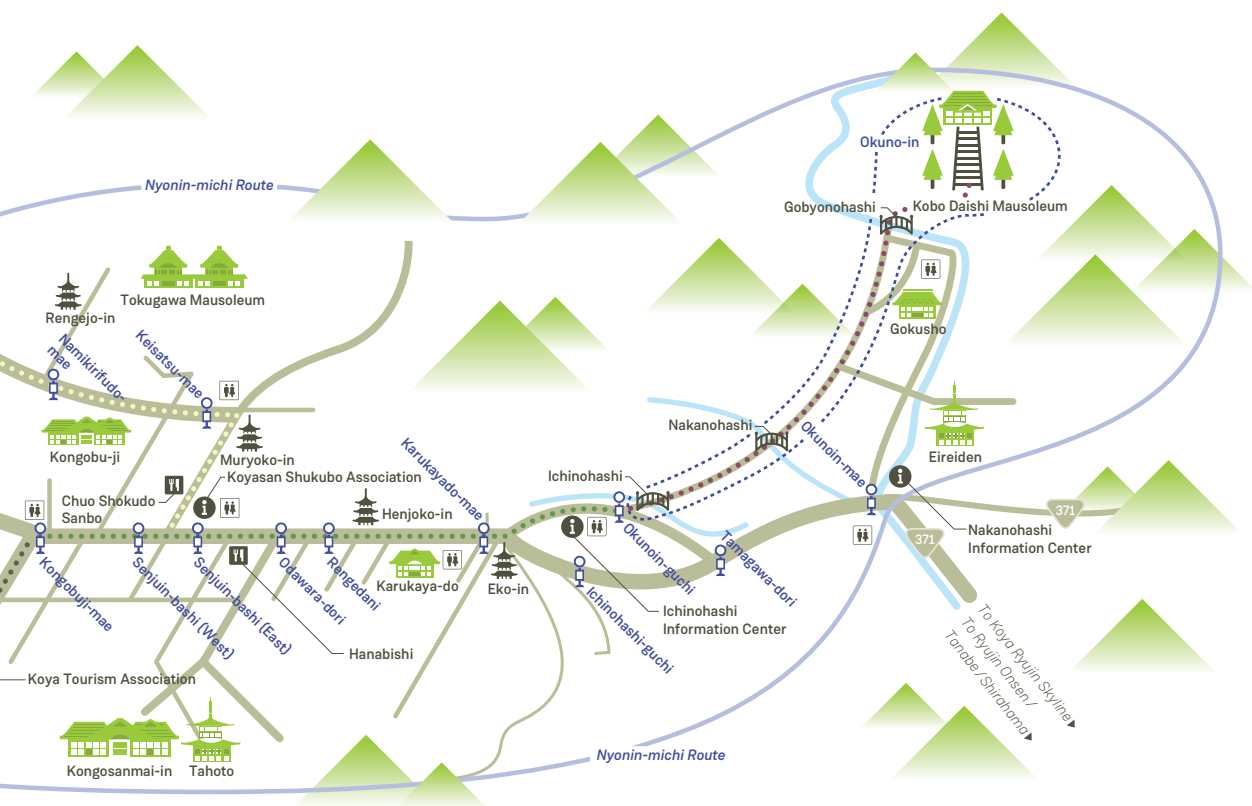 Nyonin-michi Route
Okuno-in
Gobyonohashi
Kobo Daishi Mausoleum
Tokugawa Mausoleum
Rengejo-in
Gokusho
Namikirifudo-
mae
Keisatsu-mae
Kongobu-ji
Muryoko-in
Koyasan Shukubo Association
Chuo Shokudo
Sanbo
Henjoko-in
Karukayado-mae
Nakanohashi
Okunoin-mae
Eireiden
Ichinohashi
371
371
Nakanohashi
Information Center
Kongobuji-mae
Senjuin-bashi (West)
Senjuin-bashi (East)
Odawara-dori
Rengedani
Karukaya-do
Eko-in
Okunoin-guchi
Tamagawa-dori
Ichinohashi-guchi
Ichinohashi
Information Center
Hanabishi
Koya Tourism Association
To Koya Ryujin Skyline
To Ryujin Onsen /
Tanabe / Shirahama
Kongosanmai-in
Tahoto
Nyonin-michi Route